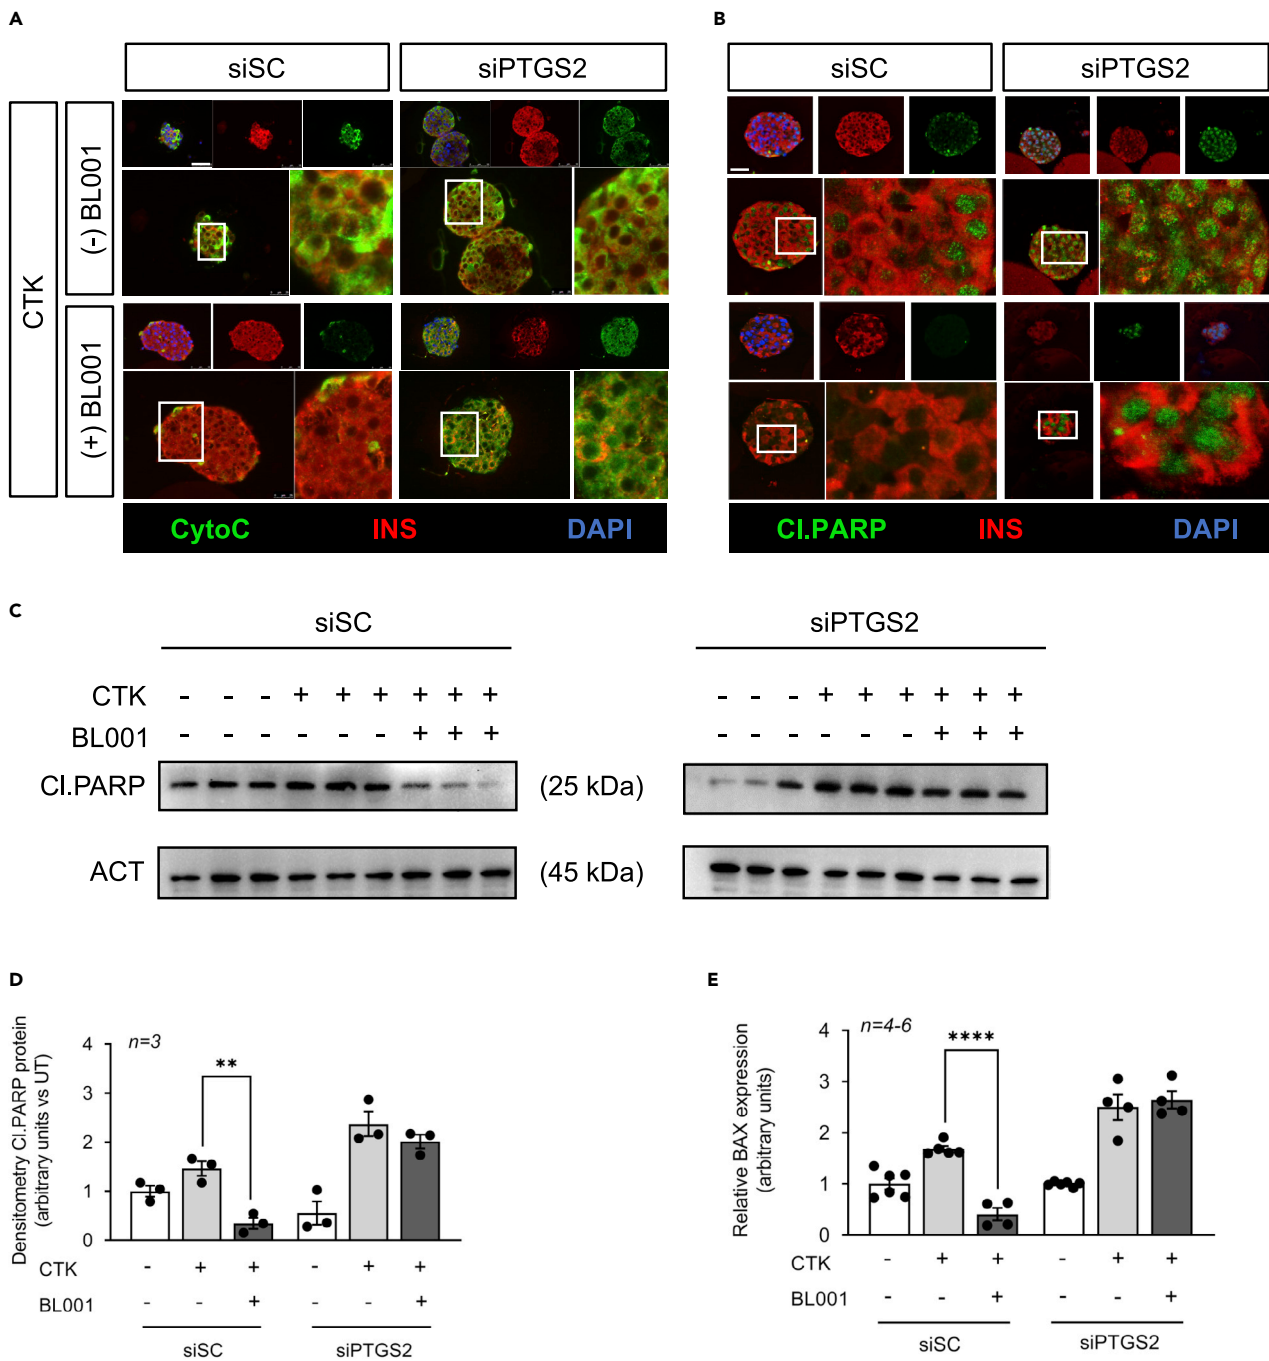 A
B
siSC
siPTGS2
siSC
siPTGS2
CTK
(-) BL001
(+) BL001
CytoC
INS
DAPI
Cl.PARP
INS
DAPI
C
siSC
siPTGS2
CTK
- - - + + + + + +
- - - + + + + + +
BL001
- - - - - - + + +
- - - - - - + + +
Cl.PARP
(25 kDa)
ACT
(45 kDa)
D
E
Densitometry Cl.PARP protein
(arbitrary units vs UT)
n=3
4
3
2
1
0
**
CTK
- + + - + +
BL001
- - + - - +
siSC
siPTGS2
Relative BAX expression
(arbitrary units)
n=4-6
4
3
2
1
0
****
CTK
- + + - + +
BL001
- - + - - +
siSC
siPTGS2